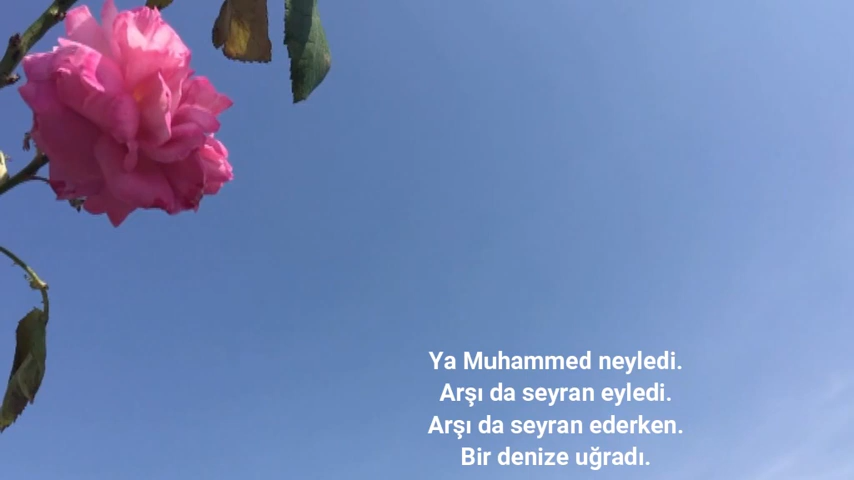 Ya Muhammed neyledi.
Arşı da seyran eyledi.
Arşı da seyran ederken.
Bir denize uğradı.